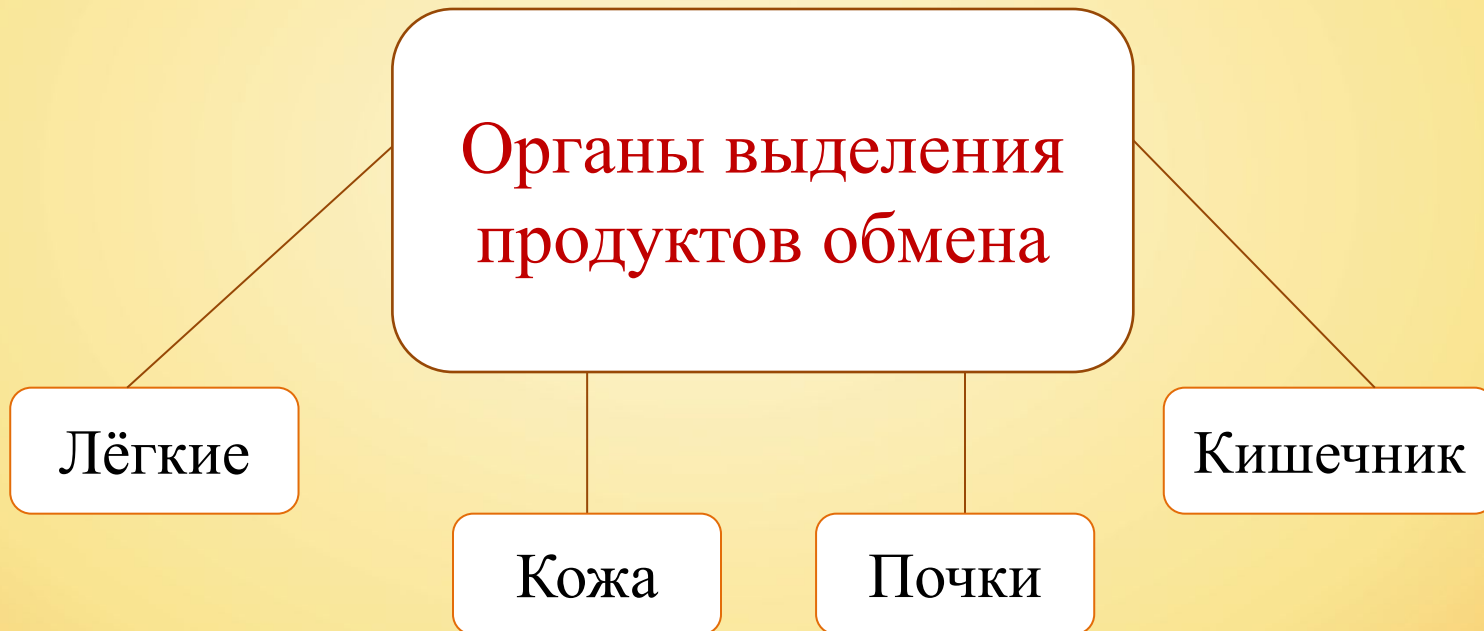 Органы выделения
продуктов обмена
Лёгкие
Кишечник
Кожа
Почки